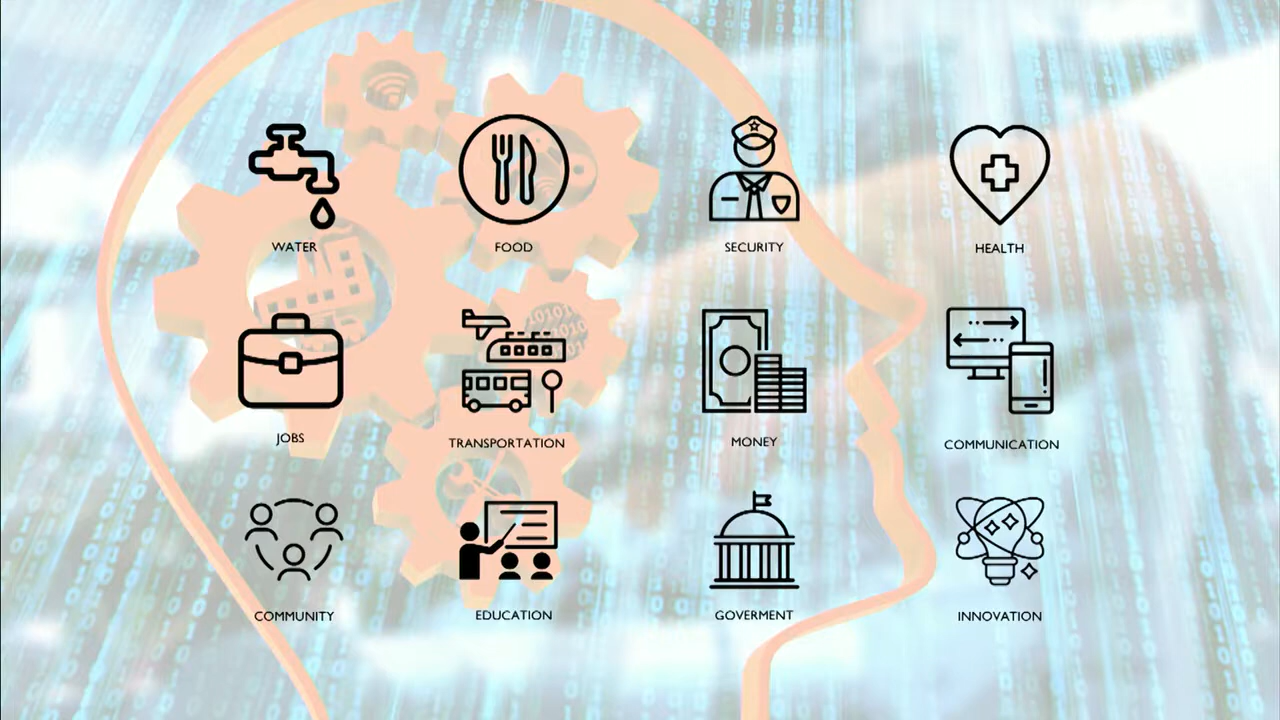 WATER
FOOD
SECURITY
HEALTH
JOBS
TRANSPORTATION
MONEY
COMMUNICATION
COMMUNITY
EDUCATION
GOVERMENT
INNOVATION